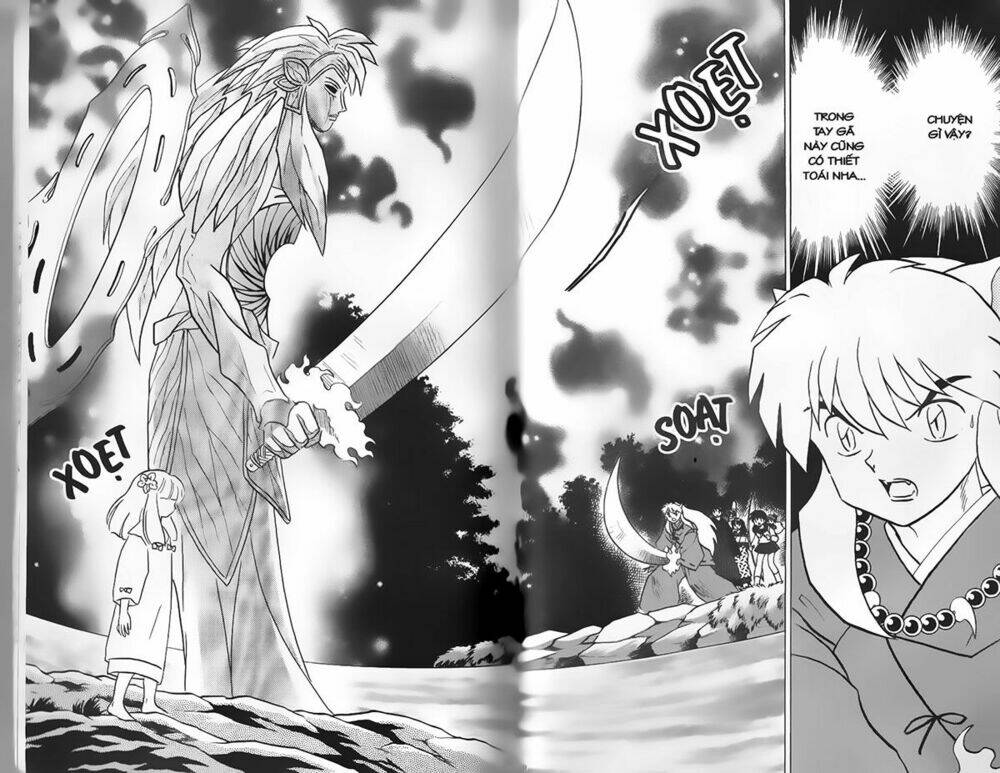 CHUYỆN
GÌ VẬY?
TRONG
TAY GÃ
NÀY CŨNG
CÓ THIẾT
TOÁI NHA...
XOẸT
SOẠT
XOẸT